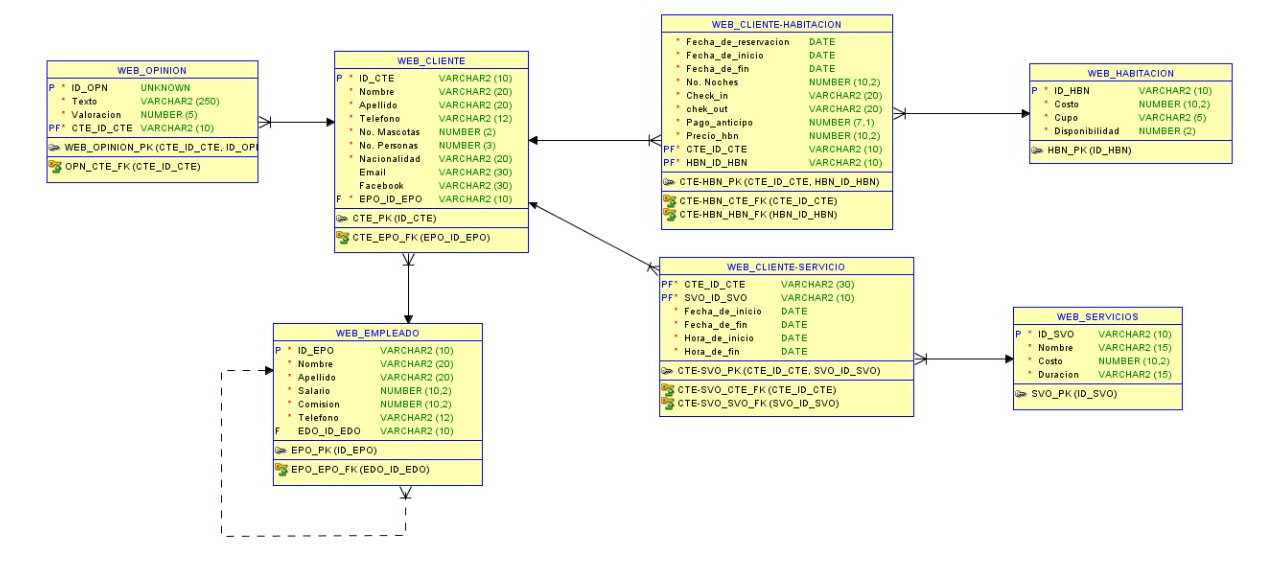 WEB_OPINION
P * ID_OPN UNKNOWN
* Texto VARCHAR2 (250)
* Valoracion NUMBER (5)
PF* CTE_ID_CTE VARCHAR2 (10)
WEB_OPINION_PK (CTE_ID_CTE, ID_OPI
OPN_CTE_FK (CTE_ID_CTE)
WEB_CLIENTE
P * ID_CTE VARCHAR2 (10)
* Nombre VARCHAR2 (20)
* Apellido VARCHAR2 (20)
* Telefono VARCHAR2 (12)
* No. Mascotas NUMBER (2)
* No. Personas NUMBER (3)
* Nacionalidad VARCHAR2 (20)
Email VARCHAR2 (30)
Facebook VARCHAR2 (30)
F * EPO_ID_EPO VARCHAR2 (10)
CTE_PK (ID_CTE)
CTE_EPO_FK (EPO_ID_EPO)
WEB_CLIENTE-HABITACION
* Fecha_de_reservacion DATE
* Fecha_de_inicio DATE
* Fecha_de_fin DATE
* No. Noches NUMBER (10,2)
* Check_in VARCHAR2 (20)
* chek_out VARCHAR2 (20)
* Pago_anticipo NUMBER (7,1)
* Precio_hbn NUMBER (10,2)
PF* CTE_ID_CTE VARCHAR2 (10)
PF* HBN_ID_HBN VARCHAR2 (10)
CTE-HBN_PK (CTE_ID_CTE, HBN_ID_HBN)
CTE-HBN_CTE_FK (CTE_ID_CTE)
CTE-HBN_HBN_FK (HBN_ID_HBN)
WEB_HABITACION
P * ID_HBN VARCHAR2 (10)
* Costo NUMBER (10,2)
* Cupo VARCHAR2 (5)
* Disponibilidad NUMBER (2)
HBN_PK (ID_HBN)
WEB_EMPLEADO
P * ID_EPO VARCHAR2 (10)
* Nombre VARCHAR2 (20)
* Apellido VARCHAR2 (20)
* Salario NUMBER (10,2)
* Comision NUMBER (10,2)
* Telefono VARCHAR2 (12)
F EDO_ID_EDO VARCHAR2 (10)
EPO_PK (ID_EPO)
EPO_EPO_FK (EDO_ID_EDO)
WEB_CLIENTE-SERVICIO
PF* CTE_ID_CTE VARCHAR2 (30)
PF* SVO_ID_SVO VARCHAR2 (10)
* Fecha_de_inicio DATE
* Fecha_de_fin DATE
* Hora_de_inicio DATE
* Hora_de_fin DATE
CTE-SVO_PK (CTE_ID_CTE, SVO_ID_SVO)
CTE-SVO_CTE_FK (CTE_ID_CTE)
CTE-SVO_SVO_FK (SVO_ID_SVO)
WEB_SERVICIOS
P * ID_SVO VARCHAR2 (10)
* Nombre VARCHAR2 (15)
* Costo NUMBER (10,2)
* Duracion VARCHAR2 (15)
SVO_PK (ID_SVO)